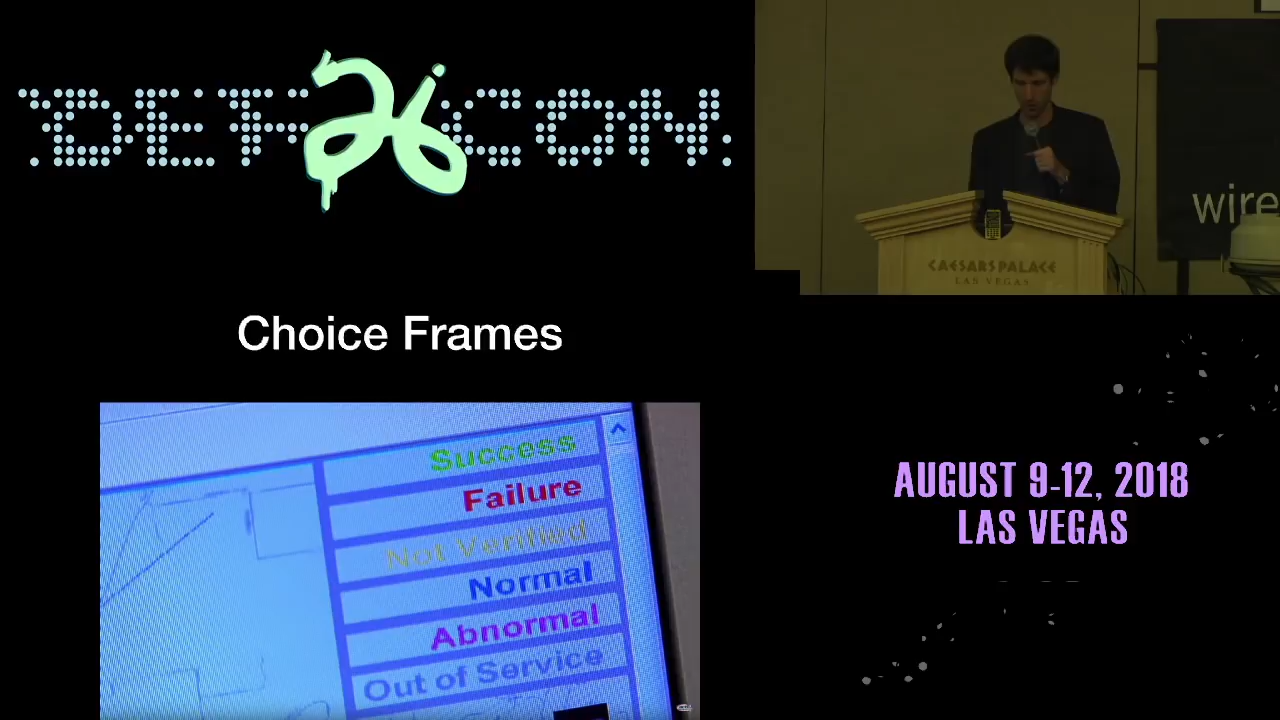 DEF CON
26
wire
CAESARS PALACE
LAS VEGAS
Choice Frames
Success
Failure
Not Verified
Normal
Abnormal
Out of Service
AUGUST 9-12, 2018
LAS VEGAS